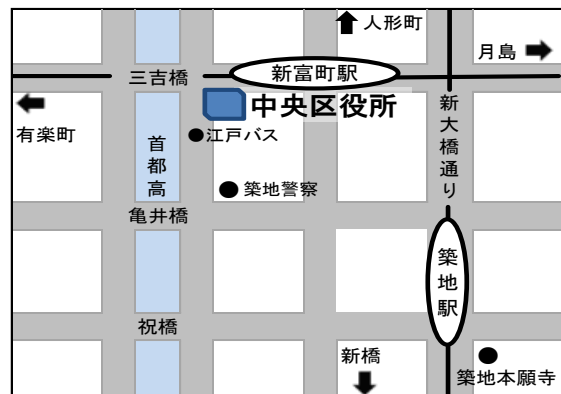 人形町
月島
三吉橋
新富町駅
中央区役所
有楽町
首都高
江戸バス
新大橋通り
築地警察
亀井橋
築地駅
祝橋
新橋
築地本願寺